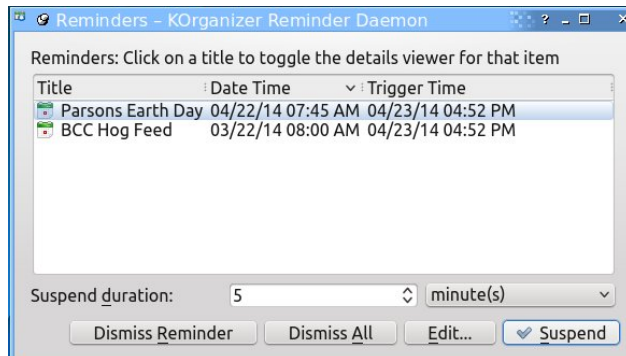 Reminders – KOrganizer Reminder Daemon
Reminders: Click on a title to toggle the details viewer for that item
Title Date Time Trigger Time
Parsons Earth Day 04/22/14 07:45 AM 04/23/14 04:52 PM
BCC Hog Feed 03/22/14 08:00 AM 04/23/14 04:52 PM
Suspend duration: 5 minute(s)
Dismiss Reminder Dismiss All Edit... Suspend